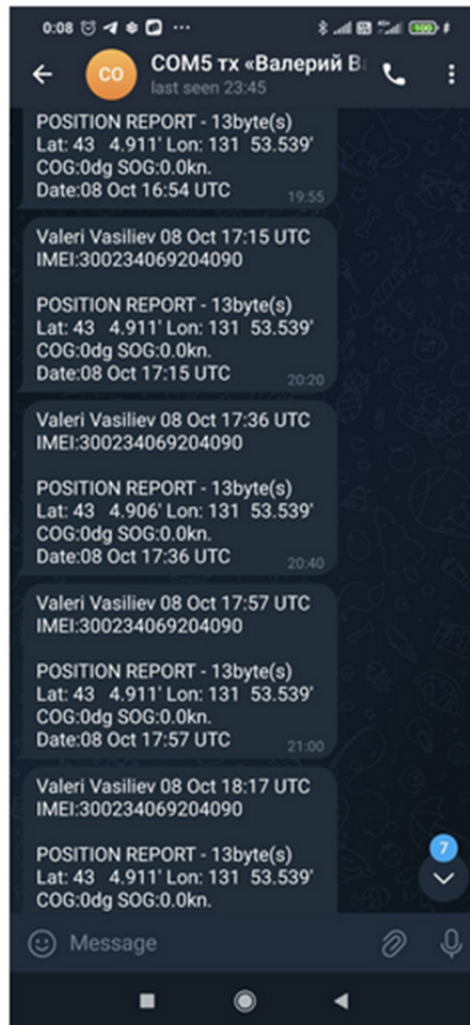 0:08
100
CO
COM5 тх «Валерий В
last seen 23:45
POSITION REPORT - 13byte(s)
Lat: 43 4.911' Lon: 131 53.539'
COG:0dg SOG:0.0kn.
Date:08 Oct 16:54 UTC
19:55
Valeri Vasiliev 08 Oct 17:15 UTC
IMEI:300234069204090
POSITION REPORT - 13byte(s)
Lat: 43 4.911' Lon: 131 53.539'
COG:0dg SOG:0.0kn.
Date:08 Oct 17:15 UTC
20:20
Valeri Vasiliev 08 Oct 17:36 UTC
IMEI:300234069204090
POSITION REPORT - 13byte(s)
Lat: 43 4.906' Lon: 131 53.539'
COG:0dg SOG:0.0kn.
Date:08 Oct 17:36 UTC
20:40
Valeri Vasiliev 08 Oct 17:57 UTC
IMEI:300234069204090
POSITION REPORT - 13byte(s)
Lat: 43 4.911' Lon: 131 53.539'
COG:0dg SOG:0.0kn.
Date:08 Oct 17:57 UTC
21:00
Valeri Vasiliev 08 Oct 18:17 UTC
IMEI:300234069204090
POSITION REPORT - 13byte(s)
Lat: 43 4.911' Lon: 131 53.539'
COG:0dg SOG:0.0kn.
7
Message